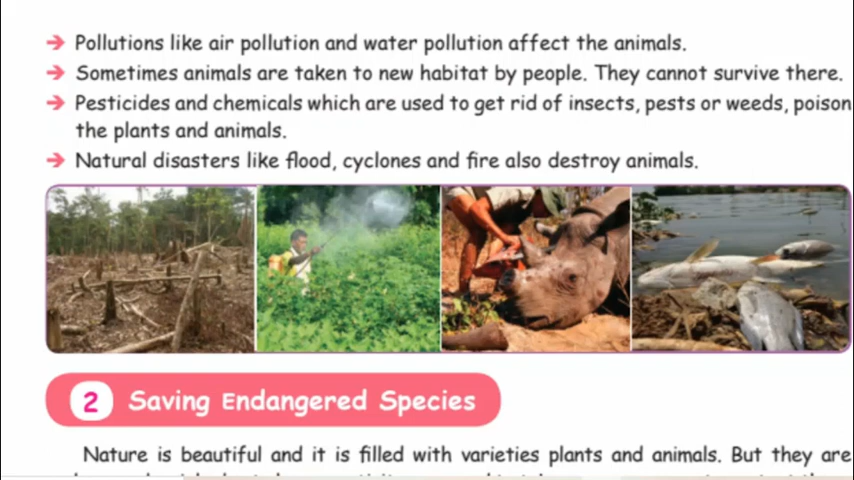 → Pollutions like air pollution and water pollution affect the animals.
→ Sometimes animals are taken to new habitat by people. They cannot survive there.
→ Pesticides and chemicals which are used to get rid of insects, pests or weeds, poison
the plants and animals.
→ Natural disasters like flood, cyclones and fire also destroy animals.
2 Saving Endangered Species
Nature is beautiful and it is filled with varieties plants and animals. But they are